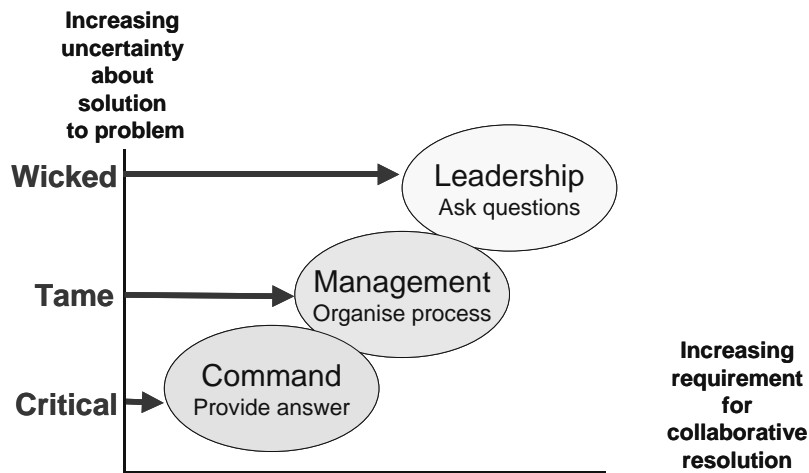 Increasing
uncertainty
about
solution
to problem
Wicked
Leadership
Ask questions
Tame
Management
Organise process
Critical
Command
Provide answer
Increasing
requirement
for
collaborative
resolution